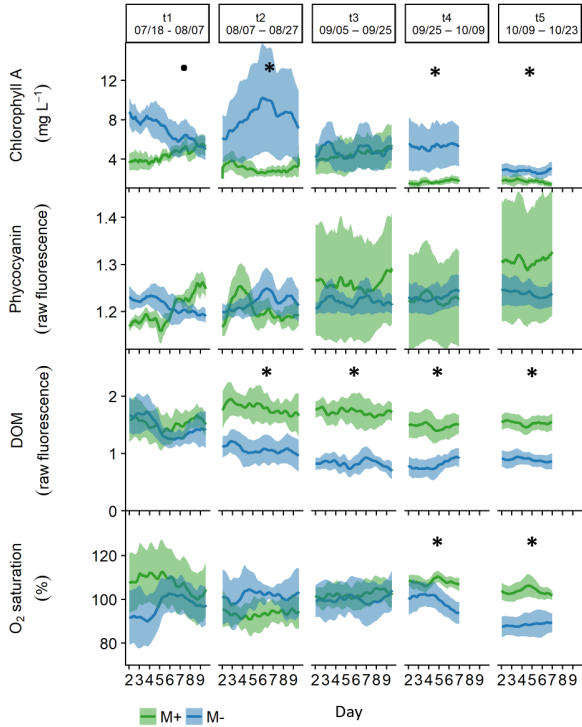 t1 t2 t3 t4 t5
07/18 - 08/07 08/07 – 08/27 09/05 – 09/25 09/25 – 10/09 10/09 – 10/23
Chlorophyll A
(mg L⁻¹)
12
8
4
▪ * * *
Phycocyanin
(raw fluorescence)
1.4
1.3
1.2
DOM
(raw fluorescence)
2
1
0
* * * *
O₂ saturation
(%)
120
100
80
* *
23456789 23456789 23456789 23456789 23456789
Day
M+ M-